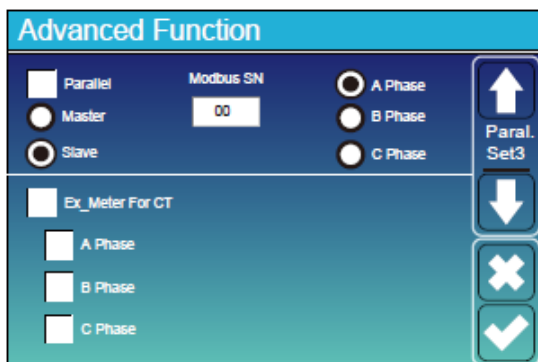 Advanced Function
Parallel
Modbus SN
A Phase
Master
00
B Phase
Slave
C Phase
Paral.
Set3
Ex_Meter For CT
A Phase
B Phase
C Phase